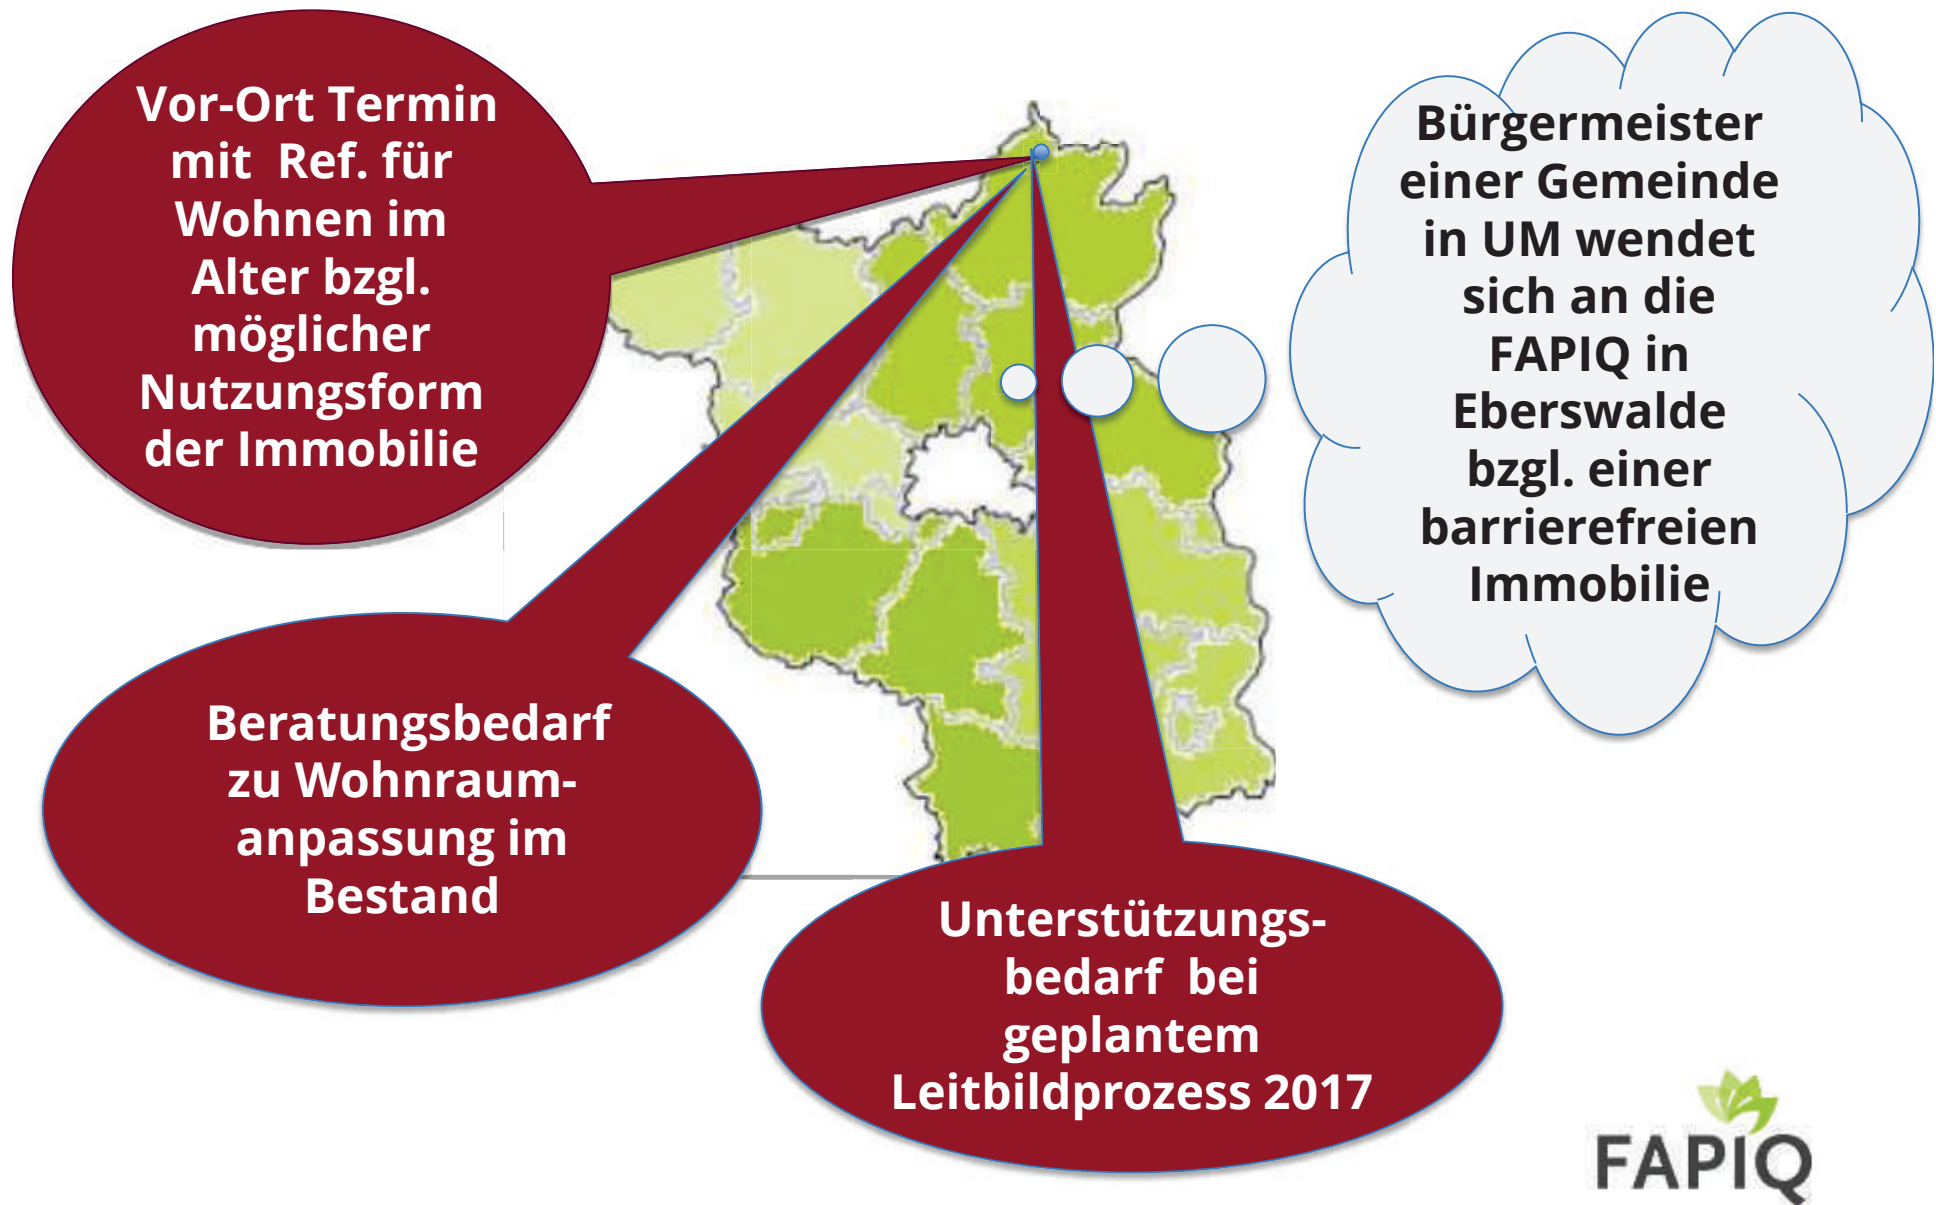 Vor-Ort Termin
mit Ref. für
Wohnen im
Alter bzgl.
möglicher
Nutzungsform
der Immobilie
Bürgermeister
einer Gemeinde
in UM wendet
sich an die
FAPIQ in
Eberswalde
bzgl. einer
barrierefreien
Immobilie
Beratungsbedarf
zu Wohnraum-
anpassung im
Bestand
Unterstützungs-
bedarf bei
geplantem
Leitbildprozess 2017
FAPIQ